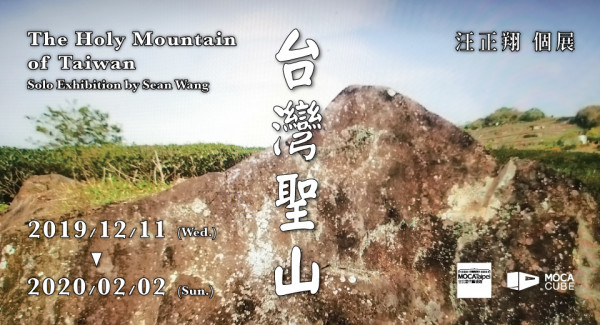 The Holy Mountain
of Taiwan
Solo Exhibition by Sean Wang
台灣聖山
汪正翔 個展
2019/12/11 (Wed.)
▼
2020/02/02 (Sun.)
MOCATaipei
MOCA
CUBE